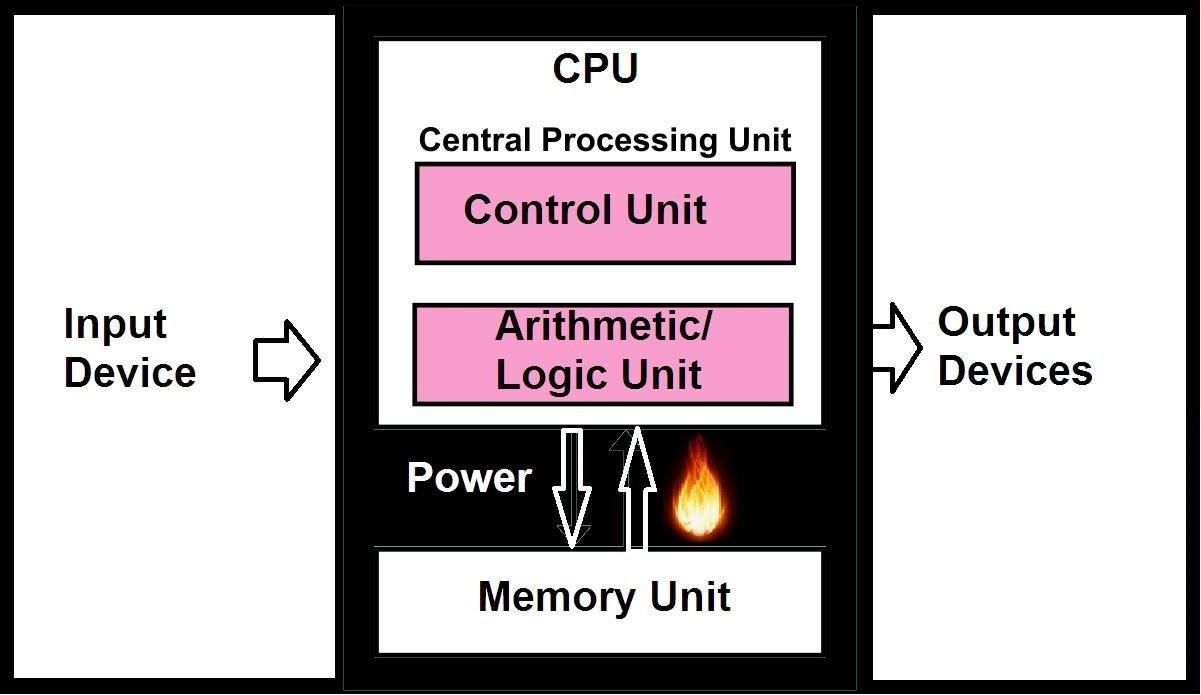 Input
Device
CPU
Central Processing Unit
Control Unit
Arithmetic/
Logic Unit
Power
Memory Unit
Output
Devices